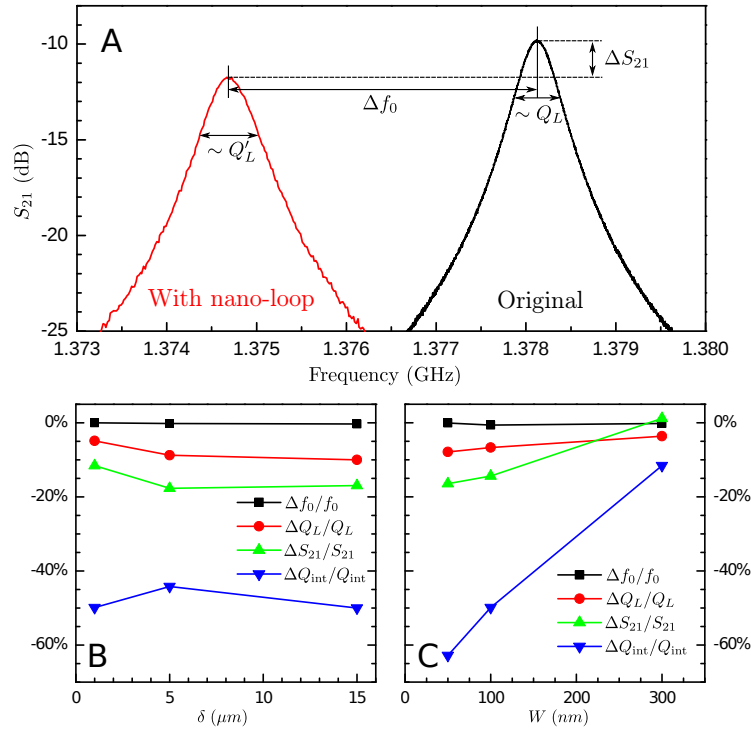 A
-10
-15
-20
-25
S21 (dB)
ΔS21
Δf0
∼ QL
∼ Q′L
With nano-loop
Original
1.373
1.374
1.375
1.376
1.377
1.378
1.379
1.380
Frequency (GHz)
0%
-20%
-40%
-60%
Δf0/f0
ΔQL/QL
ΔS21/S21
ΔQint/Qint
B
0
5
10
15
δ (μm)
0%
-20%
-40%
-60%
Δf0/f0
ΔQL/QL
ΔS21/S21
ΔQint/Qint
C
0
100
200
300
W (nm)